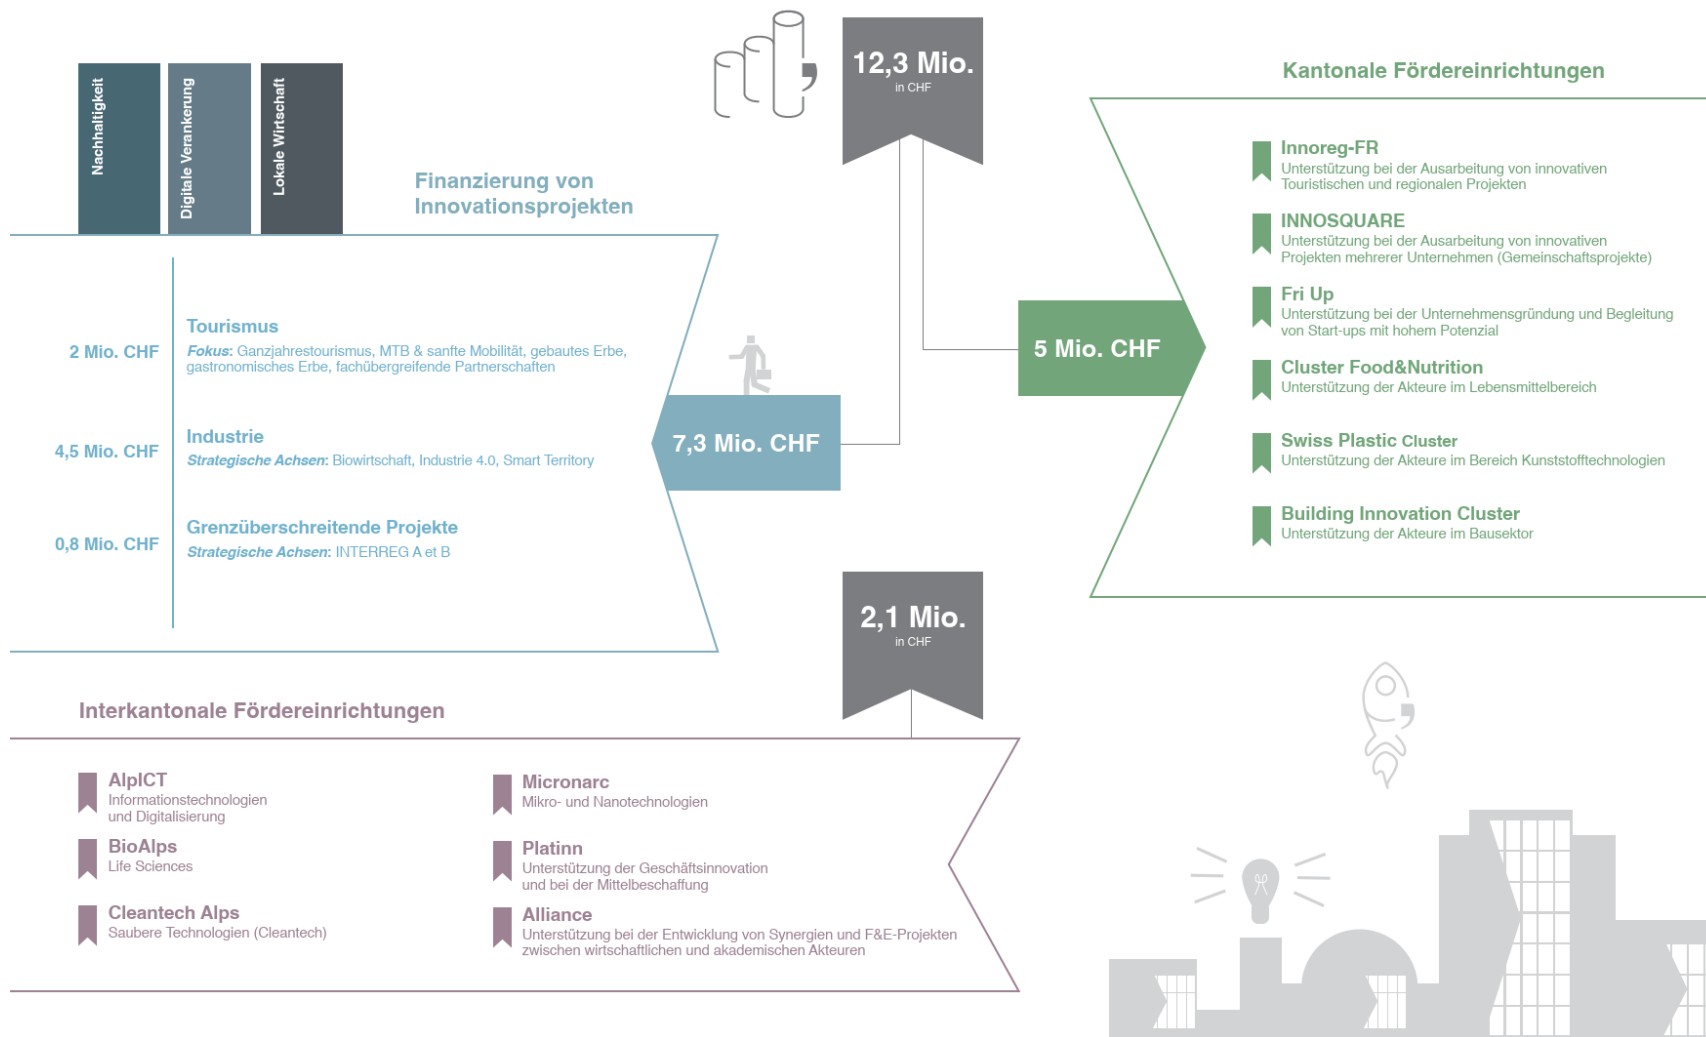 Nachhaltigkeit
Digitale Verankerung
Lokale Wirtschaft
12,3 Mio.
in CHF
Finanzierung von
Innovationsprojekten
2 Mio. CHF
Tourismus
Fokus: Ganzjahrestourismus, MTB & sanfte Mobilität, gebautes Erbe,
gastronomisches Erbe, fachübergreifende Partnerschaften
4,5 Mio. CHF
Industrie
Strategische Achsen: Biowirtschaft, Industrie 4.0, Smart Territory
0,8 Mio. CHF
Grenzüberschreitende Projekte
Strategische Achsen: INTERREG A et B
7,3 Mio. CHF
5 Mio. CHF
Kantonale Fördereinrichtungen
Innoreg-FR
Unterstützung bei der Ausarbeitung von innovativen
Touristischen und regionalen Projekten
INNOSQUARE
Unterstützung bei der Ausarbeitung von innovativen
Projekten mehrerer Unternehmen (Gemeinschaftsprojekte)
Fri Up
Unterstützung bei der Unternehmensgründung und Begleitung
von Start-ups mit hohem Potenzial
Cluster Food&Nutrition
Unterstützung der Akteure im Lebensmittelbereich
Swiss Plastic Cluster
Unterstützung der Akteure im Bereich Kunststofftechnologien
Building Innovation Cluster
Unterstützung der Akteure im Bausektor
2,1 Mio.
in CHF
Interkantonale Fördereinrichtungen
AlpICT
Informationstechnologien
und Digitalisierung
BioAlps
Life Sciences
Cleantech Alps
Saubere Technologien (Cleantech)
Micronarc
Mikro- und Nanotechnologien
Platinn
Unterstützung der Geschäftsinnovation
und bei der Mittelbeschaffung
Alliance
Unterstützung bei der Entwicklung von Synergien und F&E-Projekten
zwischen wirtschaftlichen und akademischen Akteuren